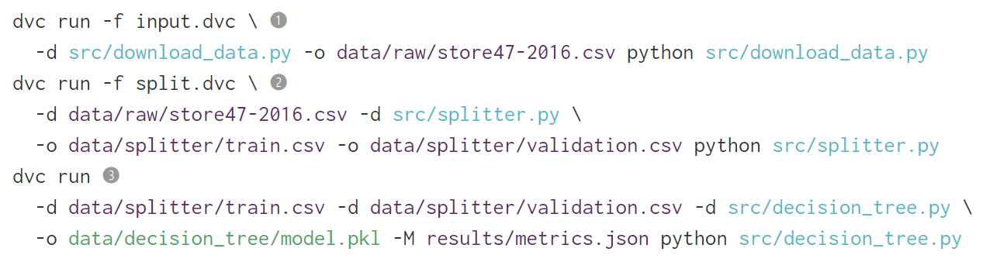 dvc run -f input.dvc \ 1
-d src/download_data.py -o data/raw/store47-2016.csv python src/download_data.py
dvc run -f split.dvc \ 2
-d data/raw/store47-2016.csv -d src/splitter.py \
-o data/splitter/train.csv -o data/splitter/validation.csv python src/splitter.py
dvc run 3
-d data/splitter/train.csv -d data/splitter/validation.csv -d src/decision_tree.py \
-o data/decision_tree/model.pkl -M results/metrics.json python src/decision_tree.py